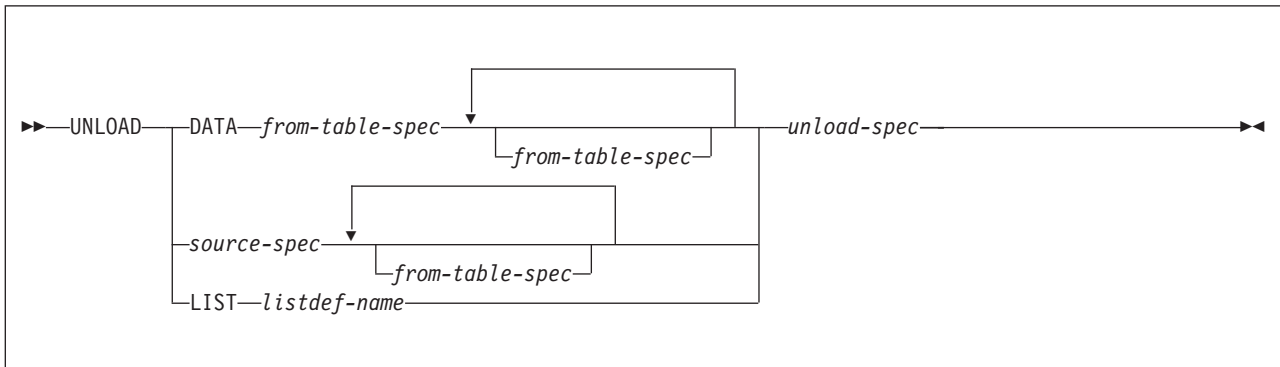 UNLOAD DATA from-table-spec unload-spec
from-table-spec
source-spec
from-table-spec
LIST listdef-name